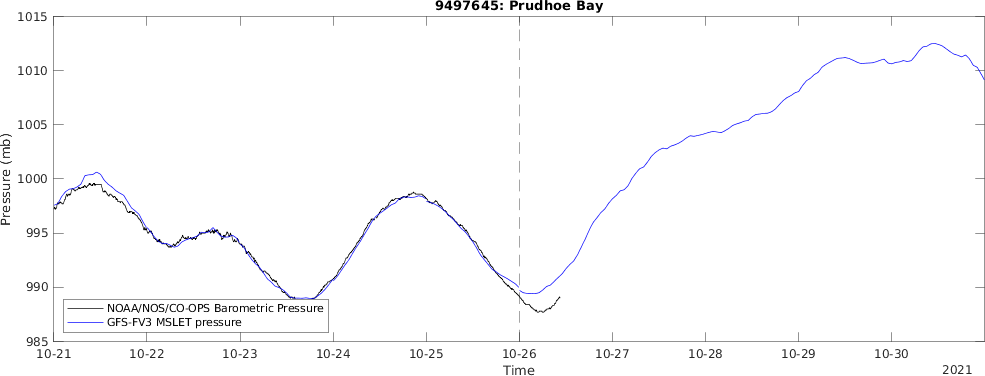 9497645: Prudhoe Bay
1015
1010
1005
1000
995
990
985
Pressure (mb)
NOAA/NOS/CO-OPS Barometric Pressure
GFS-FV3 MSLET pressure
10-21 10-22 10-23 10-24 10-25 10-26 10-27 10-28 10-29 10-30
Time
2021